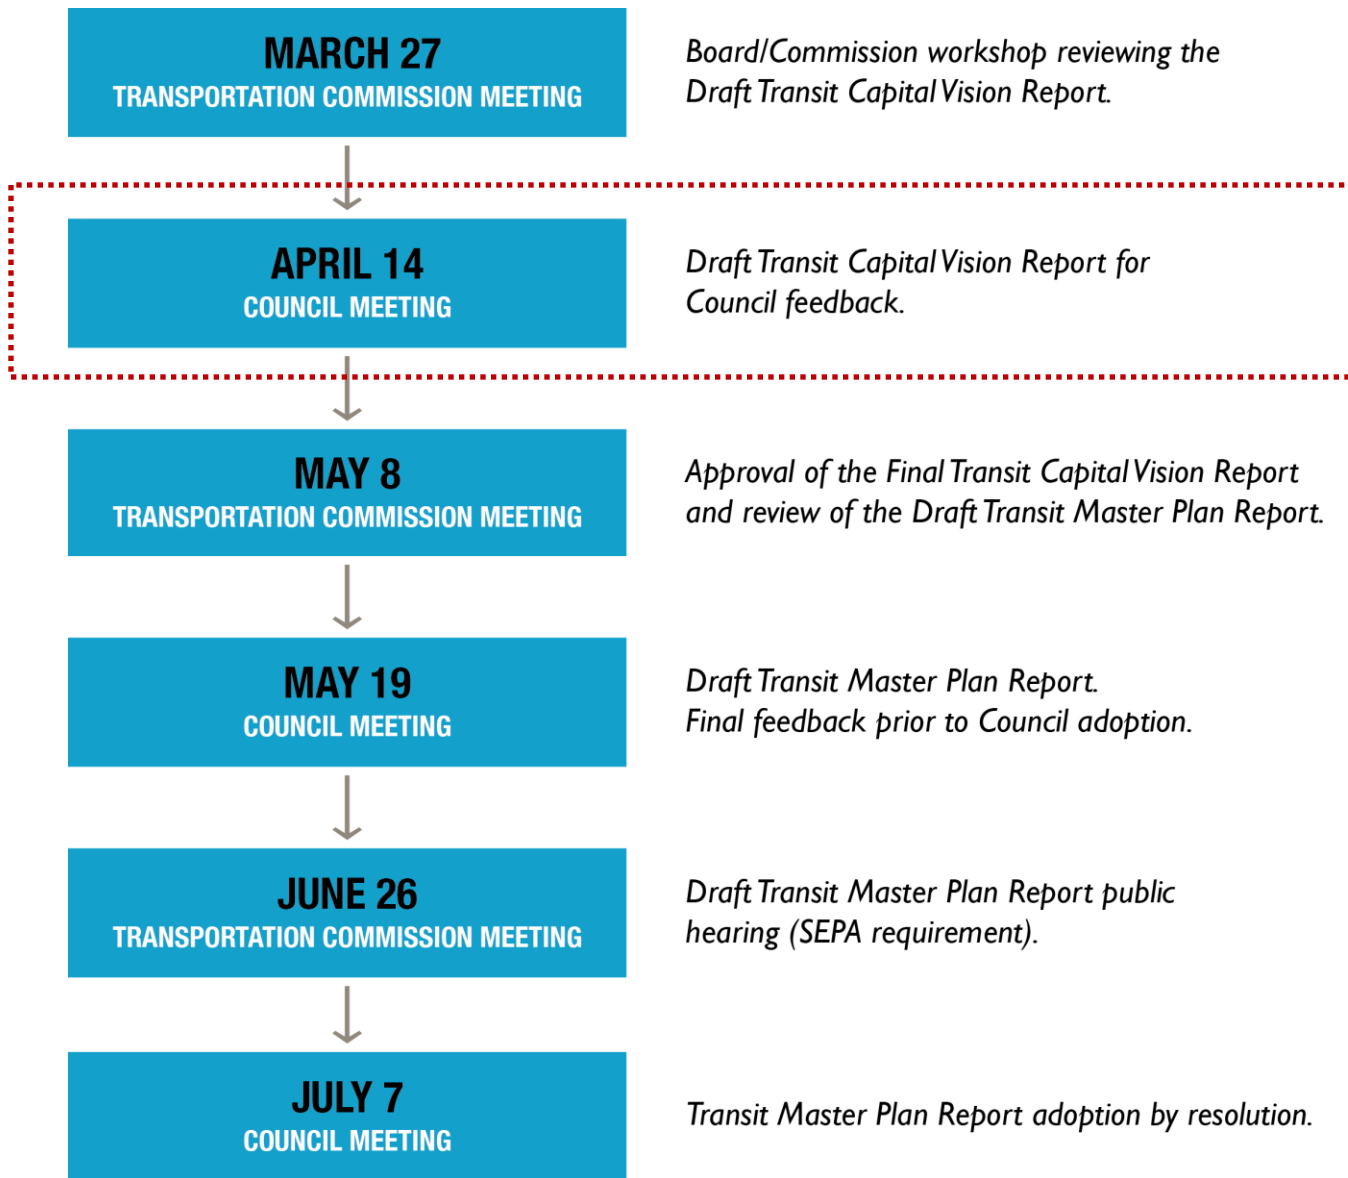 MARCH 27
TRANSPORTATION COMMISSION MEETING
Board/Commission workshop reviewing the
Draft Transit Capital Vision Report.
APRIL 14
COUNCIL MEETING
Draft Transit Capital Vision Report for
Council feedback.
MAY 8
TRANSPORTATION COMMISSION MEETING
Approval of the Final Transit Capital Vision Report
and review of the Draft Transit Master Plan Report.
MAY 19
COUNCIL MEETING
Draft Transit Master Plan Report.
Final feedback prior to Council adoption.
JUNE 26
TRANSPORTATION COMMISSION MEETING
Draft Transit Master Plan Report public
hearing (SEPA requirement).
JULY 7
COUNCIL MEETING
Transit Master Plan Report adoption by resolution.